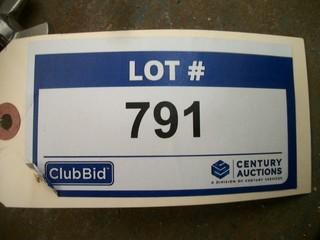 LOT #
791
ClubBid
CENTURY
AUCTIONS
A DIVISION OF CENTURY SERVICES